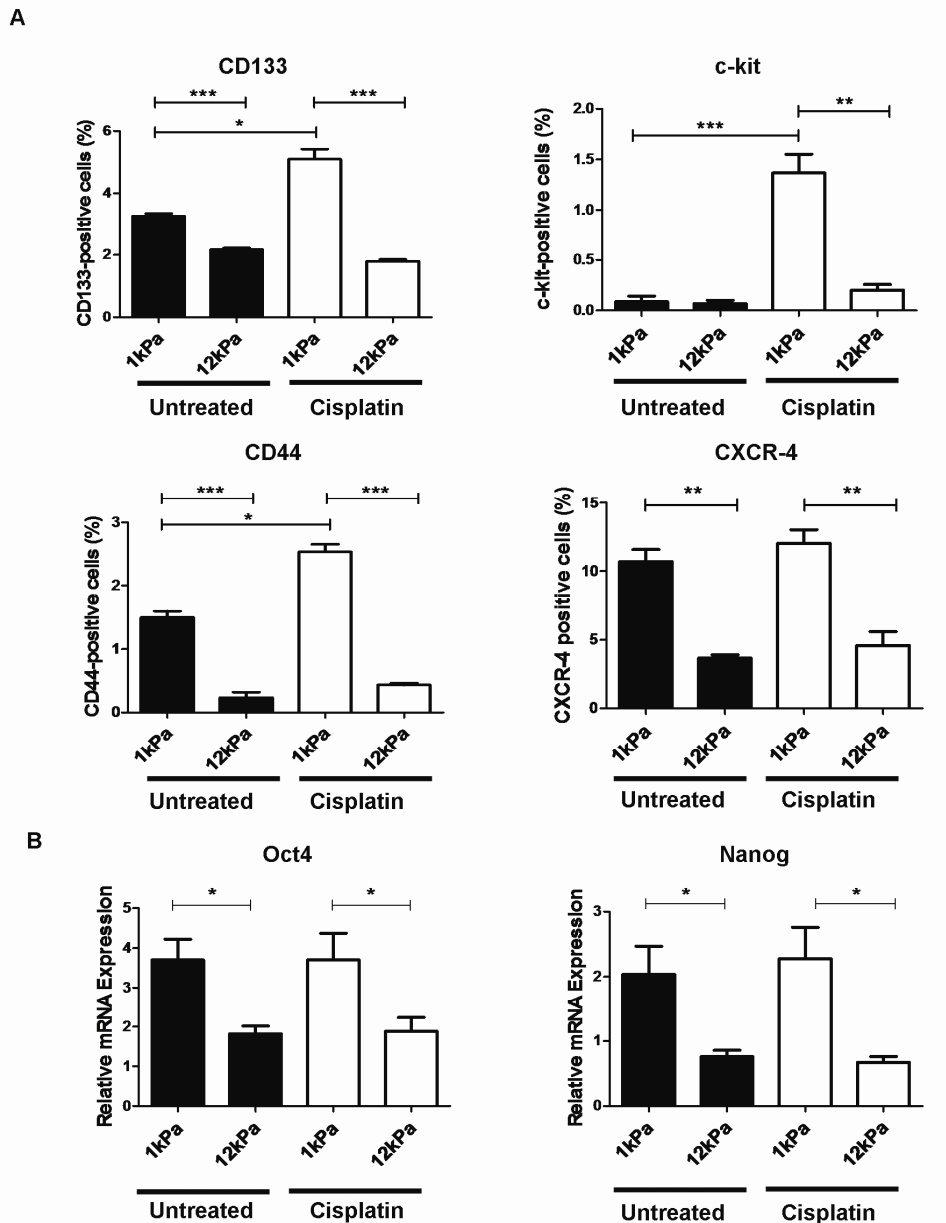 A
CD133
*** ***
*
CD133-positive cells (%)
6
4
2
0
1kPa 12kPa 1kPa 12kPa
Untreated Cisplatin
c-kit
**
***
c-kit-positive cells (%)
2.0
1.5
1.0
0.5
0.0
1kPa 12kPa 1kPa 12kPa
Untreated Cisplatin
CD44
*** ***
*
CD44-positive cells (%)
3
2
1
0
1kPa 12kPa 1kPa 12kPa
Untreated Cisplatin
CXCR-4
** **
CXCR-4 positive cells (%)
15
10
5
0
1kPa 12kPa 1kPa 12kPa
Untreated Cisplatin
B
Oct4
* *
Relative mRNA Expression
5
4
3
2
1
0
1kPa 12kPa 1kPa 12kPa
Untreated Cisplatin
Nanog
* *
Relative mRNA Expression
3
2
1
0
1kPa 12kPa 1kPa 12kPa
Untreated Cisplatin